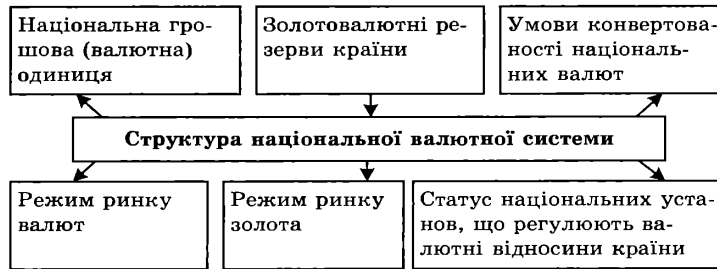 Національна гро-
шова (валютна)
одиниця
Золотовалютні ре-
зерви країни
Умови конвертова-
ності національ-
них валют
Структура національної валютної системи
Режим ринку
валют
Режим ринку
золота
Статус національних уста-
нов, що регулюють ва-
лютні відносини країни